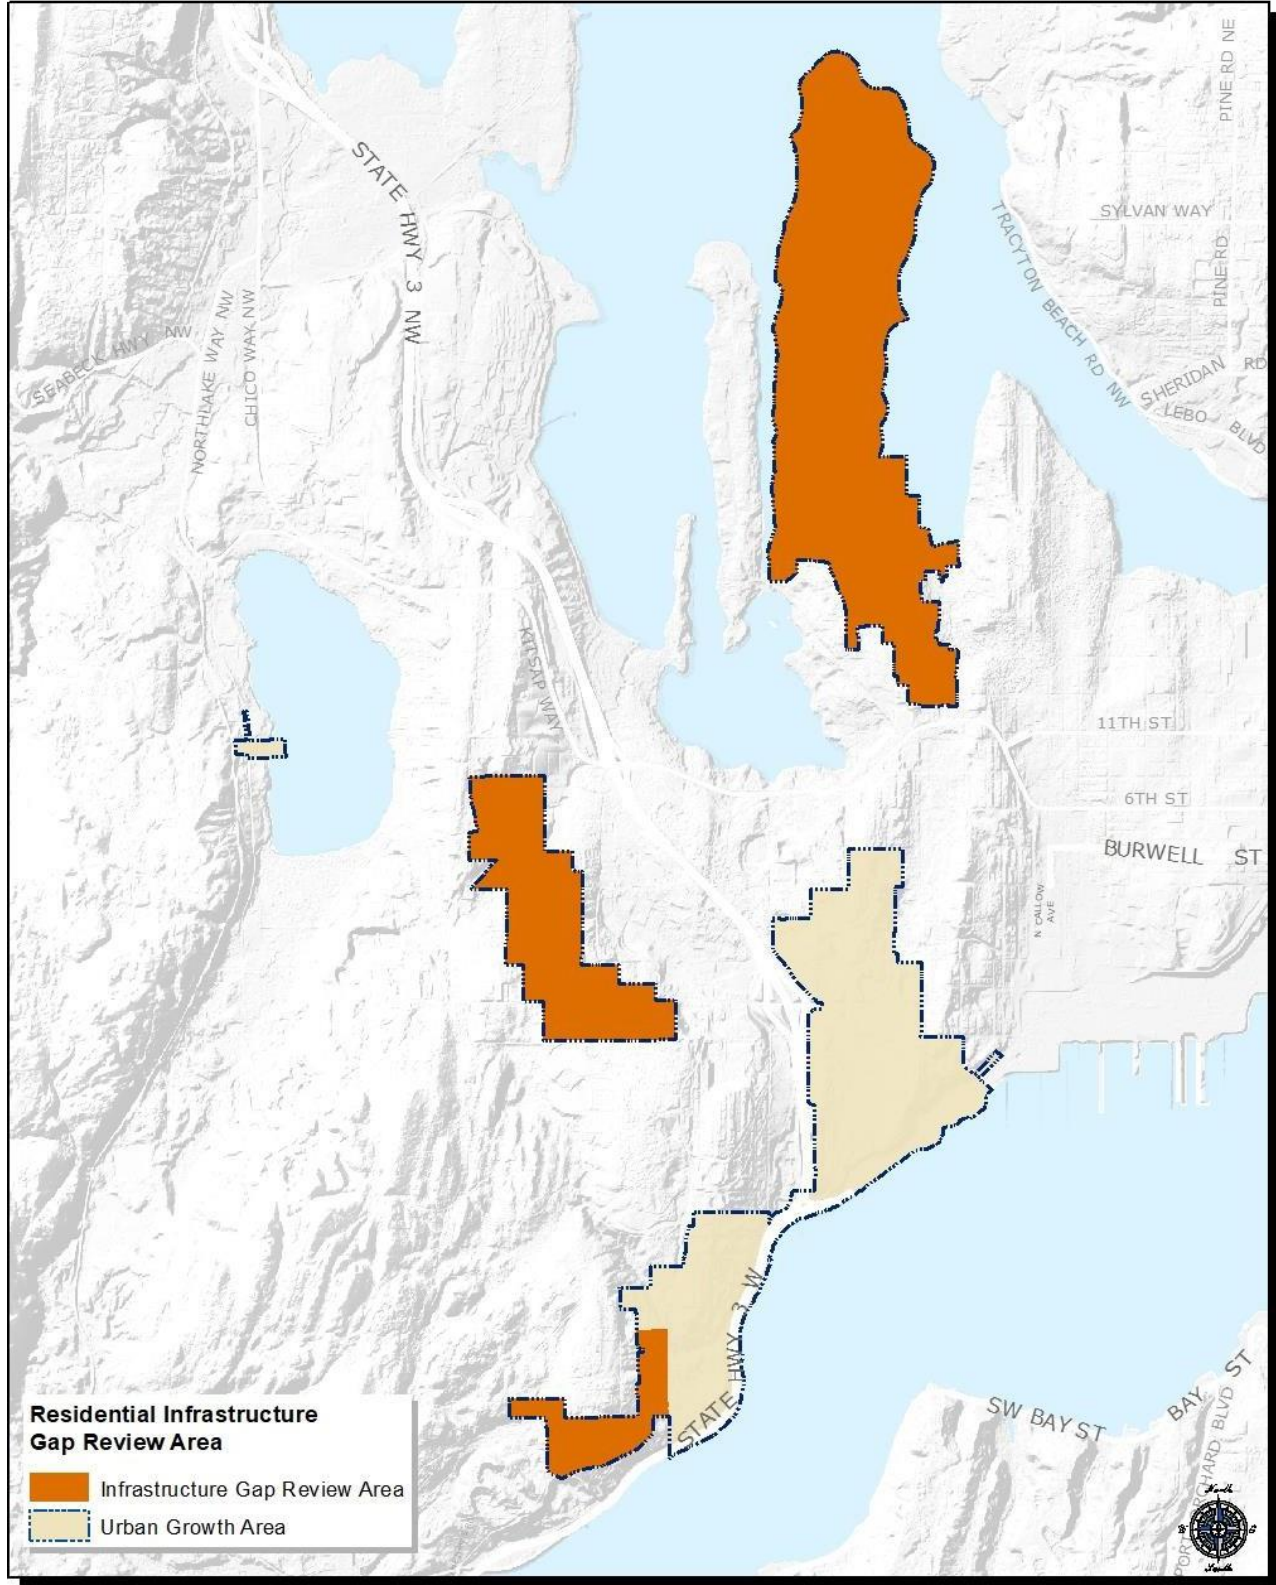 PINE RD NE
STATE HWY 3 NW
SYLVAN WAY
TRACYTON BEACH RD NW
PINE RD
SEABECK HWY NW
NORTHLAKE WAY NW
CHICO WAY NW
SHERIDAN RD
LEBO BLVD
KITSAP WAY
11TH ST
6TH ST
BURWELL ST
N CALLOW
AVE
STATE HWY 3 W
SW BAY ST
BAY ST
PORT ORCHARD BLVD
Residential Infrastructure
Gap Review Area
Infrastructure Gap Review Area
Urban Growth Area
North
South